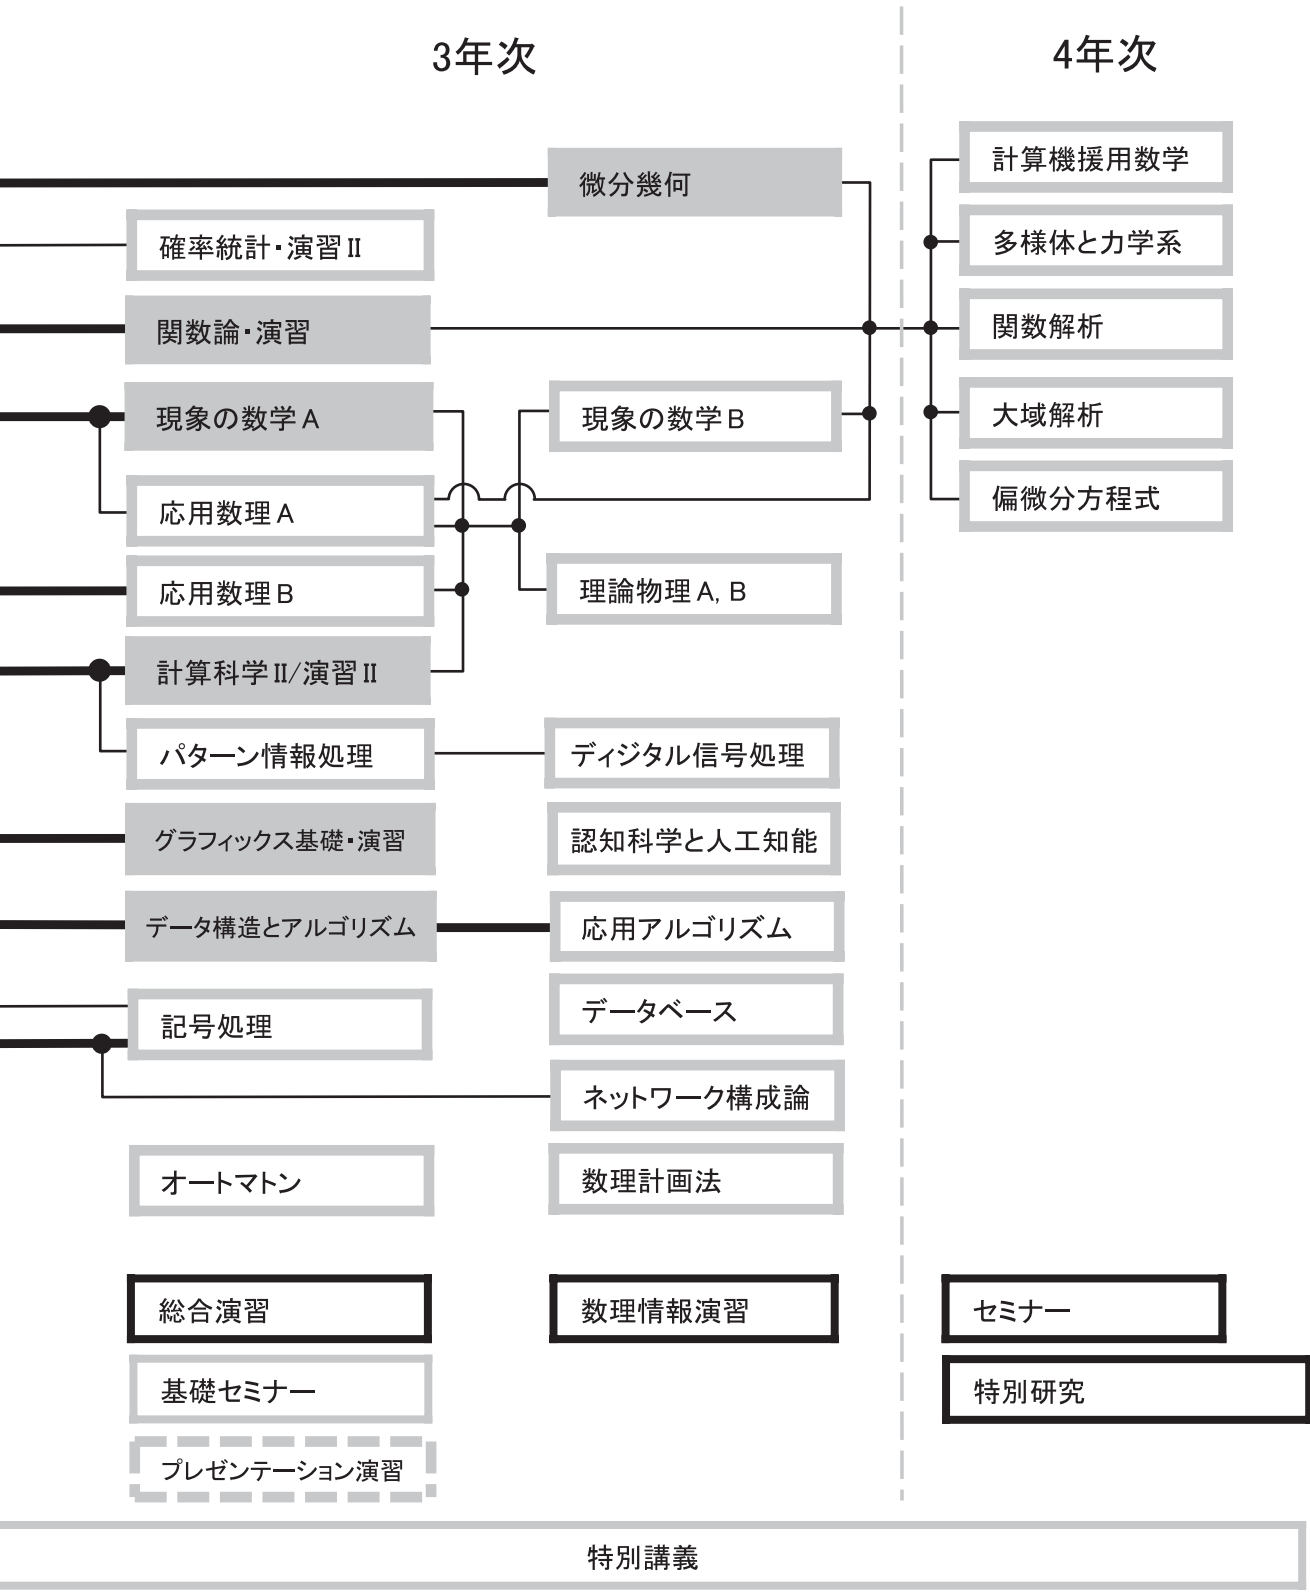 3年次
4年次
微分幾何
確率統計・演習 II
関数論・演習
現象の数学 A
現象の数学 B
応用数理 A
応用数理 B
理論物理 A, B
計算科学 II/演習 II
パターン情報処理
ディジタル信号処理
グラフィックス基礎・演習
認知科学と人工知能
データ構造とアルゴリズム
応用アルゴリズム
データベース
記号処理
ネットワーク構成論
オートマトン
数理計画法
計算機援用数学
多様体と力学系
関数解析
大域解析
偏微分方程式
総合演習
数理情報演習
セミナー
基礎セミナー
特別研究
プレゼンテーション演習
特別講義